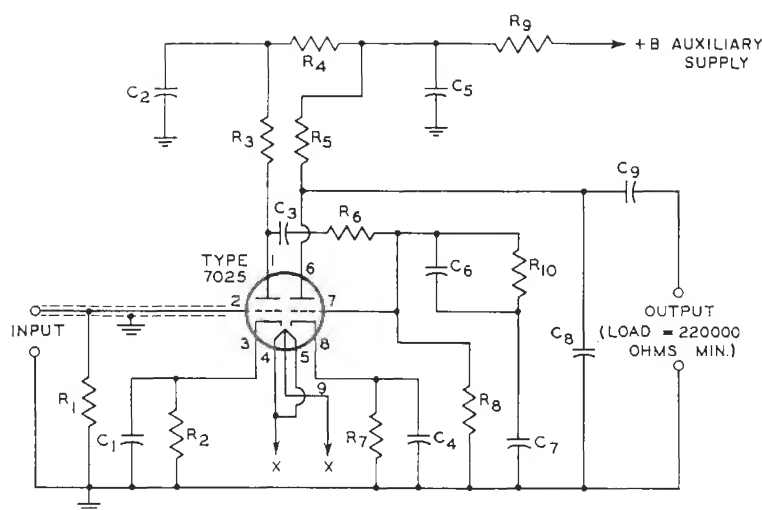 R9
+B AUXILIARY
SUPPLY
R4
C2
C5
R3
R5
C9
C3
R6
TYPE
7025
1
6
C6
R10
2
7
INPUT
3
4
5
8
9
C8
OUTPUT
(LOAD = 220000
OHMS MIN.)
R1
C1
R2
R7
C4
R8
C7
X
X